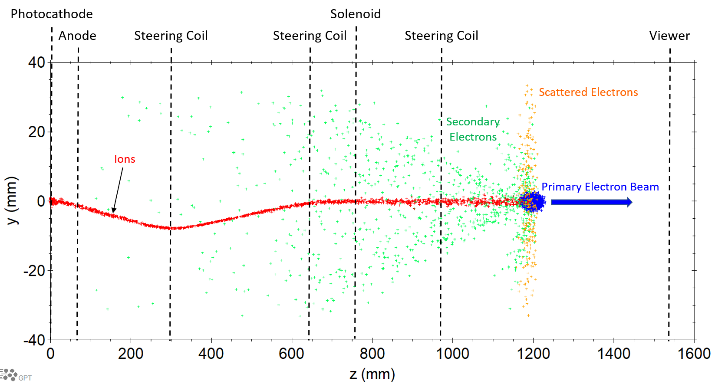 Photocathode
Solenoid
Anode
Steering Coil
Steering Coil
Steering Coil
Viewer
40
Scattered Electrons
20
Secondary
Electrons
Ions
Primary Electron Beam
0
y (mm)
-20
-40
0 200 400 600 800 1000 1200 1400 1600
z (mm)
GPT